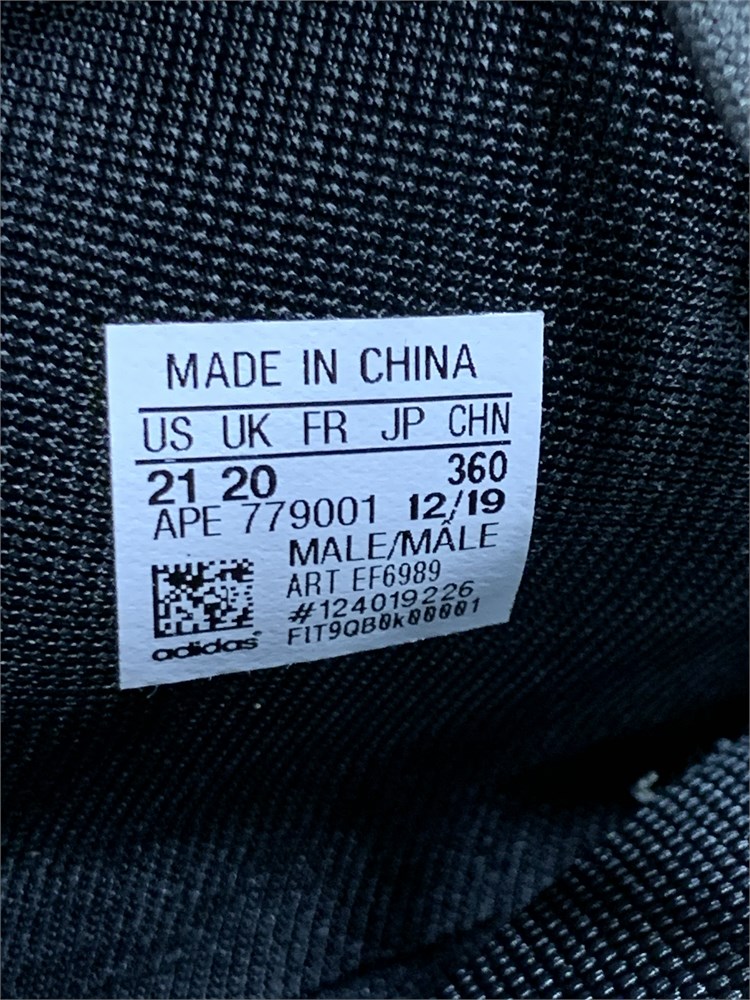 MADE IN CHINA
US UK FR JP CHN
21 20 360
APE 779001 12/19
MALE/MÂLE
ART EF6989
#124019226
F1T9QB0k00001
adidas